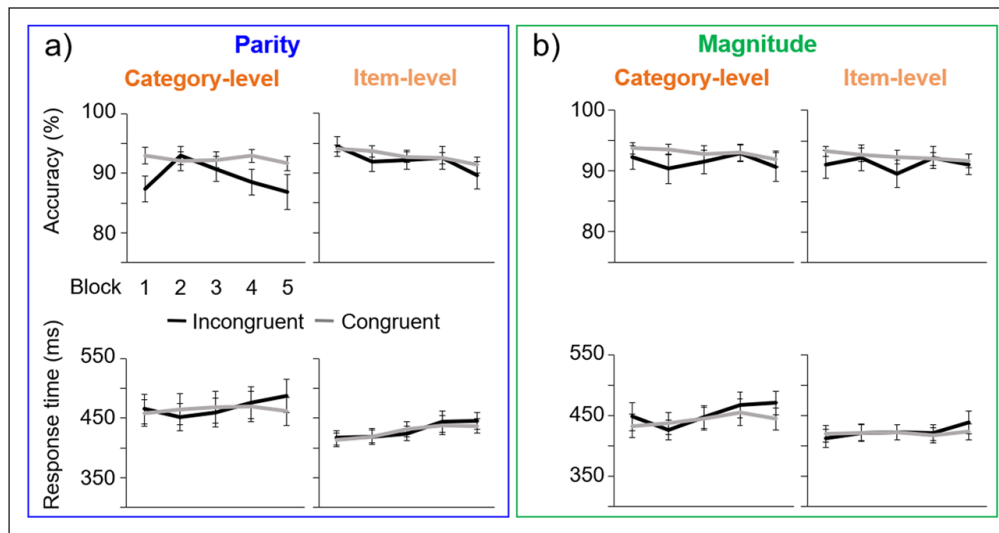 a)
Parity
Category-level
Item-level
Accuracy (%)
100
90
80
Block 1 2 3 4 5
Incongruent Congruent
Response time (ms)
550
450
350
b)
Magnitude
Category-level
Item-level
100
90
80
550
450
350